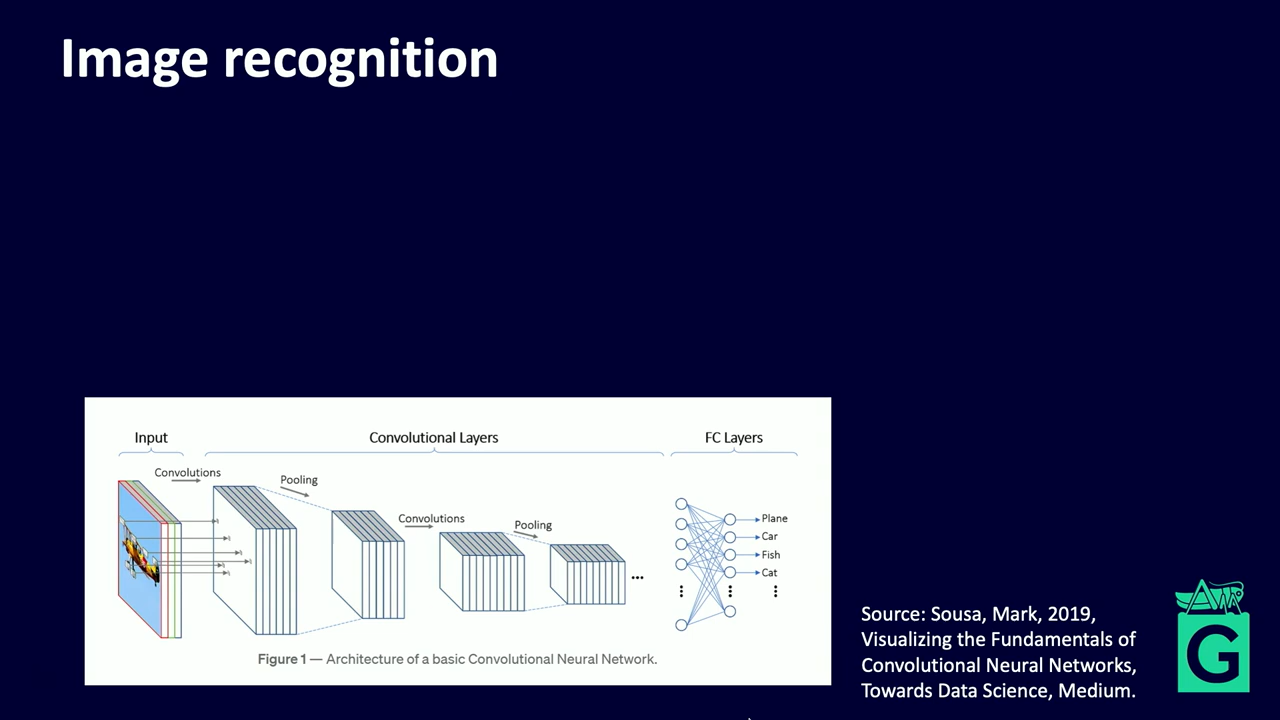 Image recognition
Input
Convolutional Layers
FC Layers
Convolutions
Pooling
Convolutions
Pooling
...
Plane
Car
Fish
Cat
Figure 1 — Architecture of a basic Convolutional Neural Network.
Source: Sousa, Mark, 2019,
Visualizing the Fundamentals of
Convolutional Neural Networks,
Towards Data Science, Medium.
G